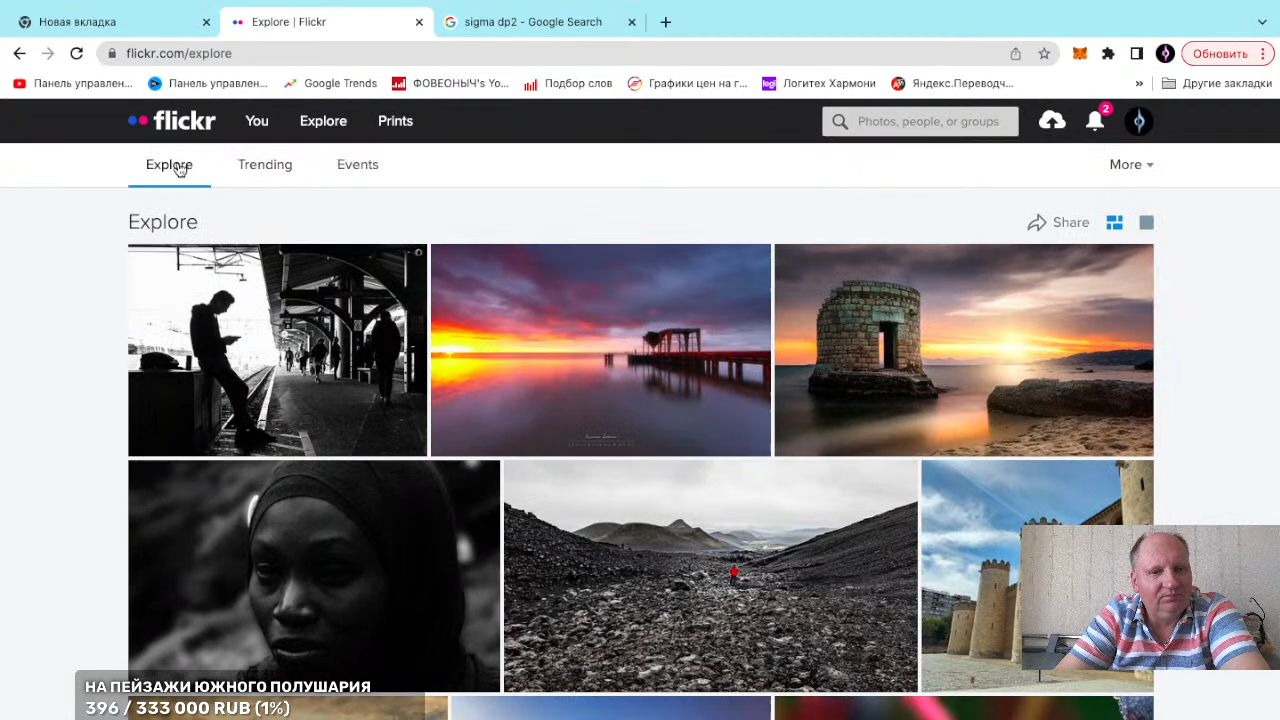 Новая вкладка
Explore | Flickr
sigma dp2 - Google Search
flickr.com/explore
Обновить
Панель управлен...
Панель управлен...
Google Trends
ФОВЕОНЫЧ's Yo...
Подбор слов
Графики цен на г...
Логитех Хармони
Яндекс.Переводч...
»
Другие закладки
flickr
You
Explore
Prints
Photos, people, or groups
2
Explore
Trending
Events
More
Explore
Share
НА ПЕЙЗАЖИ ЮЖНОГО ПОЛУШАРИЯ
396 / 333 000 RUB (1%)